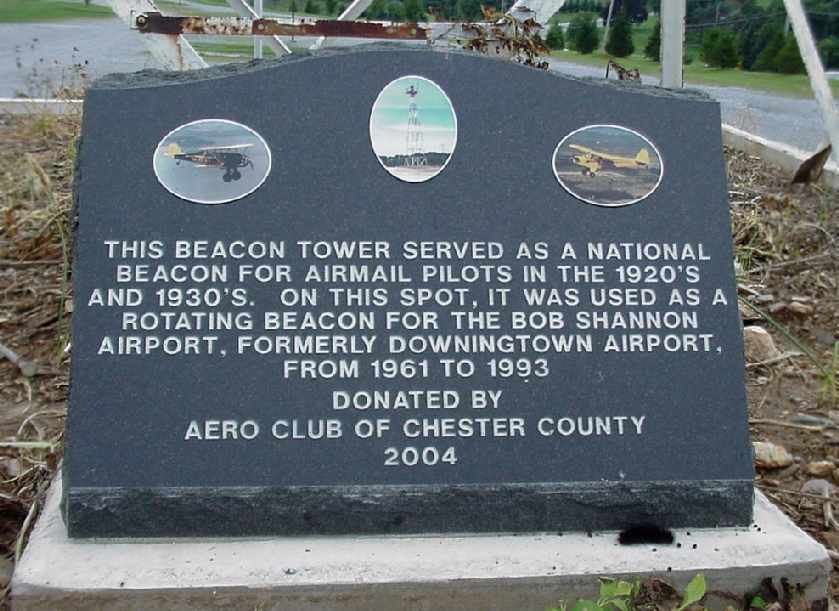 THIS BEACON TOWER SERVED AS A NATIONAL
BEACON FOR AIRMAIL PILOTS IN THE 1920'S
AND 1930'S. ON THIS SPOT, IT WAS USED AS A
ROTATING BEACON FOR THE BOB SHANNON
AIRPORT, FORMERLY DOWNINGTOWN AIRPORT,
FROM 1961 TO 1993
DONATED BY
AERO CLUB OF CHESTER COUNTY
2004